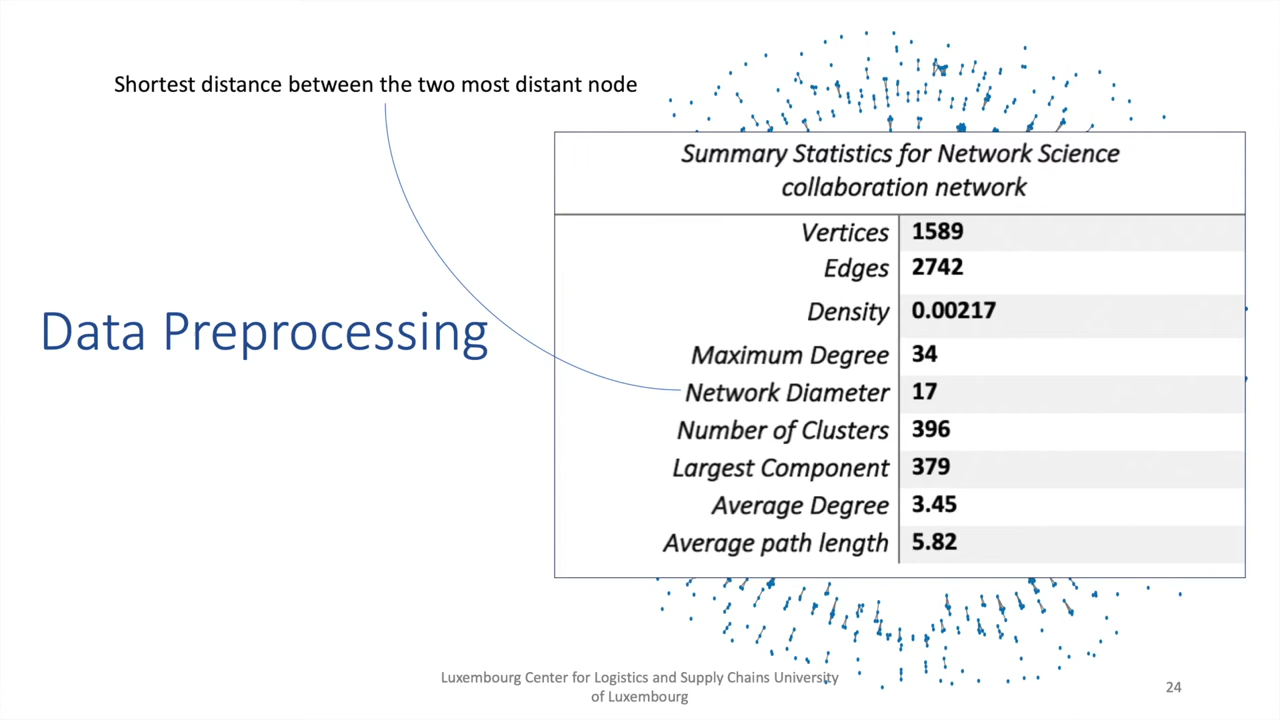 Shortest distance between the two most distant node
Data Preprocessing
Summary Statistics for Network Science
collaboration network
Vertices 1589
Edges 2742
Density 0.00217
Maximum Degree 34
Network Diameter 17
Number of Clusters 396
Largest Component 379
Average Degree 3.45
Average path length 5.82
Luxembourg Center for Logistics and Supply Chains University
of Luxembourg
24